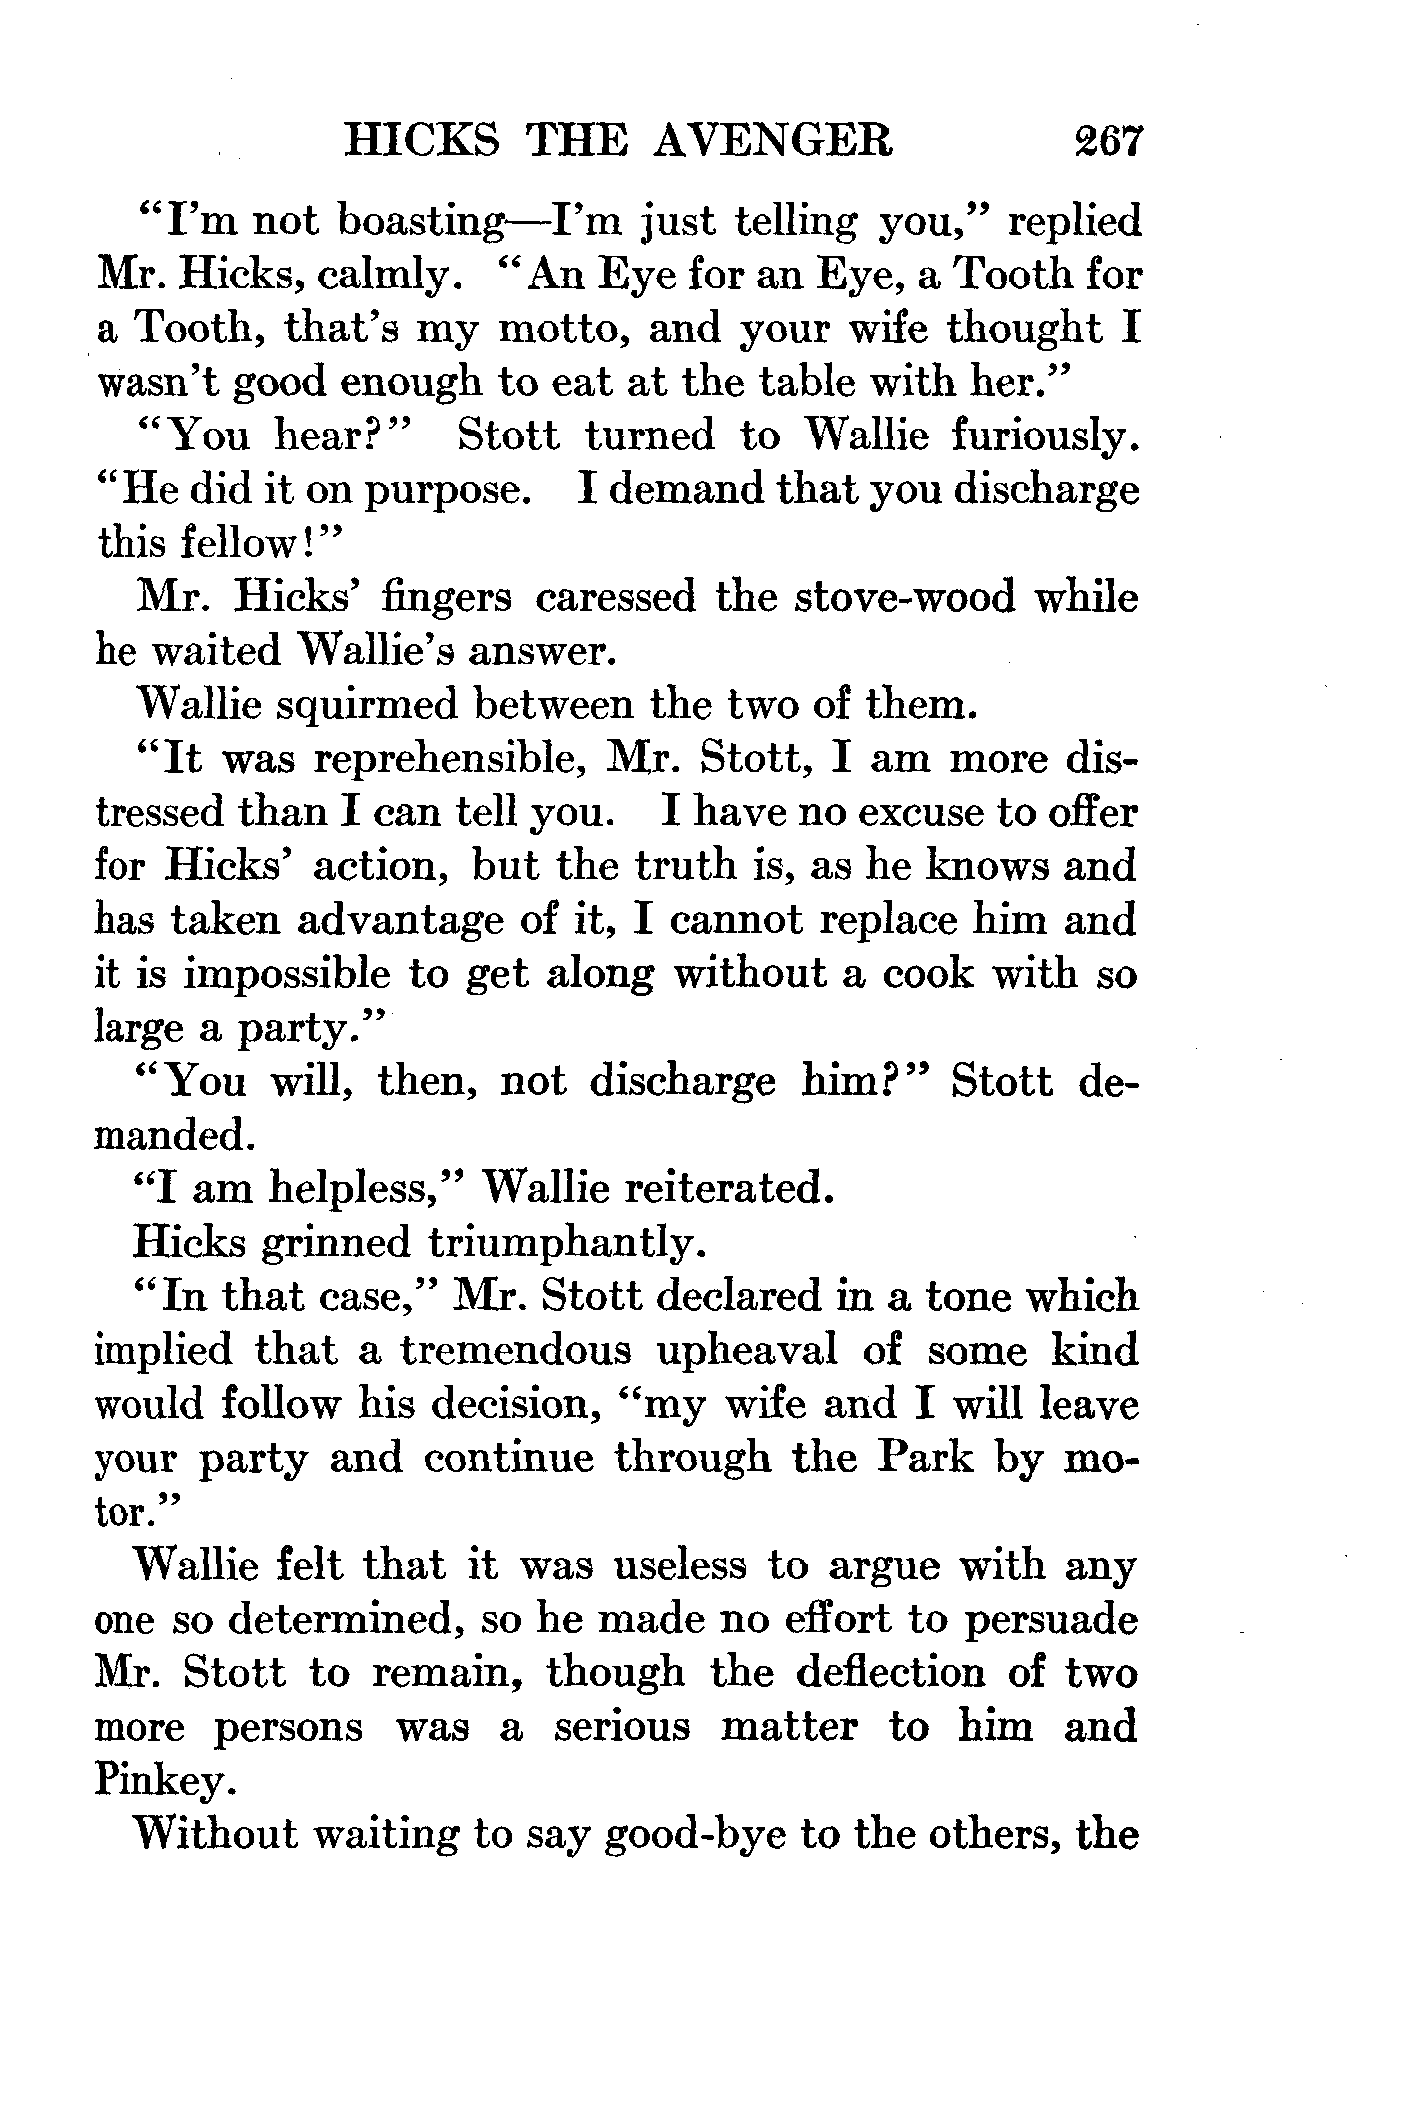 HICKS THE AVENGER 267
“I’m not boasting—I’m just telling you,” replied
Mr. Hicks, calmly. “An Eye for an Eye, a Tooth for
a Tooth, that’s my motto, and your wife thought I
wasn’t good enough to eat at the table with her.”
“You hear?” Stott turned to Wallie furiously.
“He did it on purpose. I demand that you discharge
this fellow!”
Mr. Hicks’ fingers caressed the stove-wood while
he waited Wallie’s answer.
Wallie squirmed between the two of them.
“It was reprehensible, Mr. Stott, I am more dis-
tressed than I can tell you. I have no excuse to offer
for Hicks’ action, but the truth is, as he knows and
has taken advantage of it, I cannot replace him and
it is impossible to get along without a cook with so
large a party.”
“You will, then, not discharge him?” Stott de-
manded.
“I am helpless,” Wallie reiterated.
Hicks grinned triumphantly.
“In that case,” Mr. Stott declared in a tone which
implied that a tremendous upheaval of some kind
would follow his decision, “my wife and I will leave
your party and continue through the Park by mo-
tor.”
Wallie felt that it was useless to argue with any
one so determined, so he made no effort to persuade
Mr. Stott to remain, though the deflection of two
more persons was a serious matter to him and
Pinkey.
Without waiting to say good-bye to the others, the